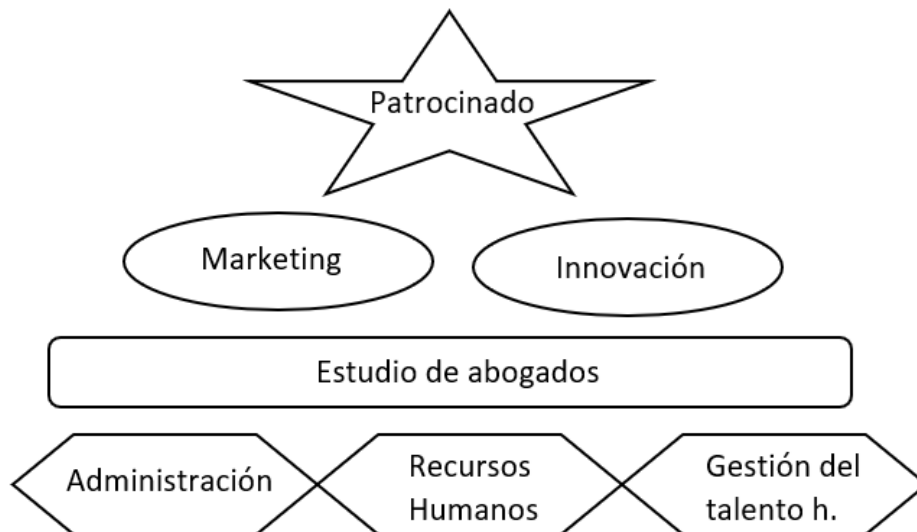 Patrocinado
Marketing
Innovación
Estudio de abogados
Administración
Recursos
Humanos
Gestión del
talento h.